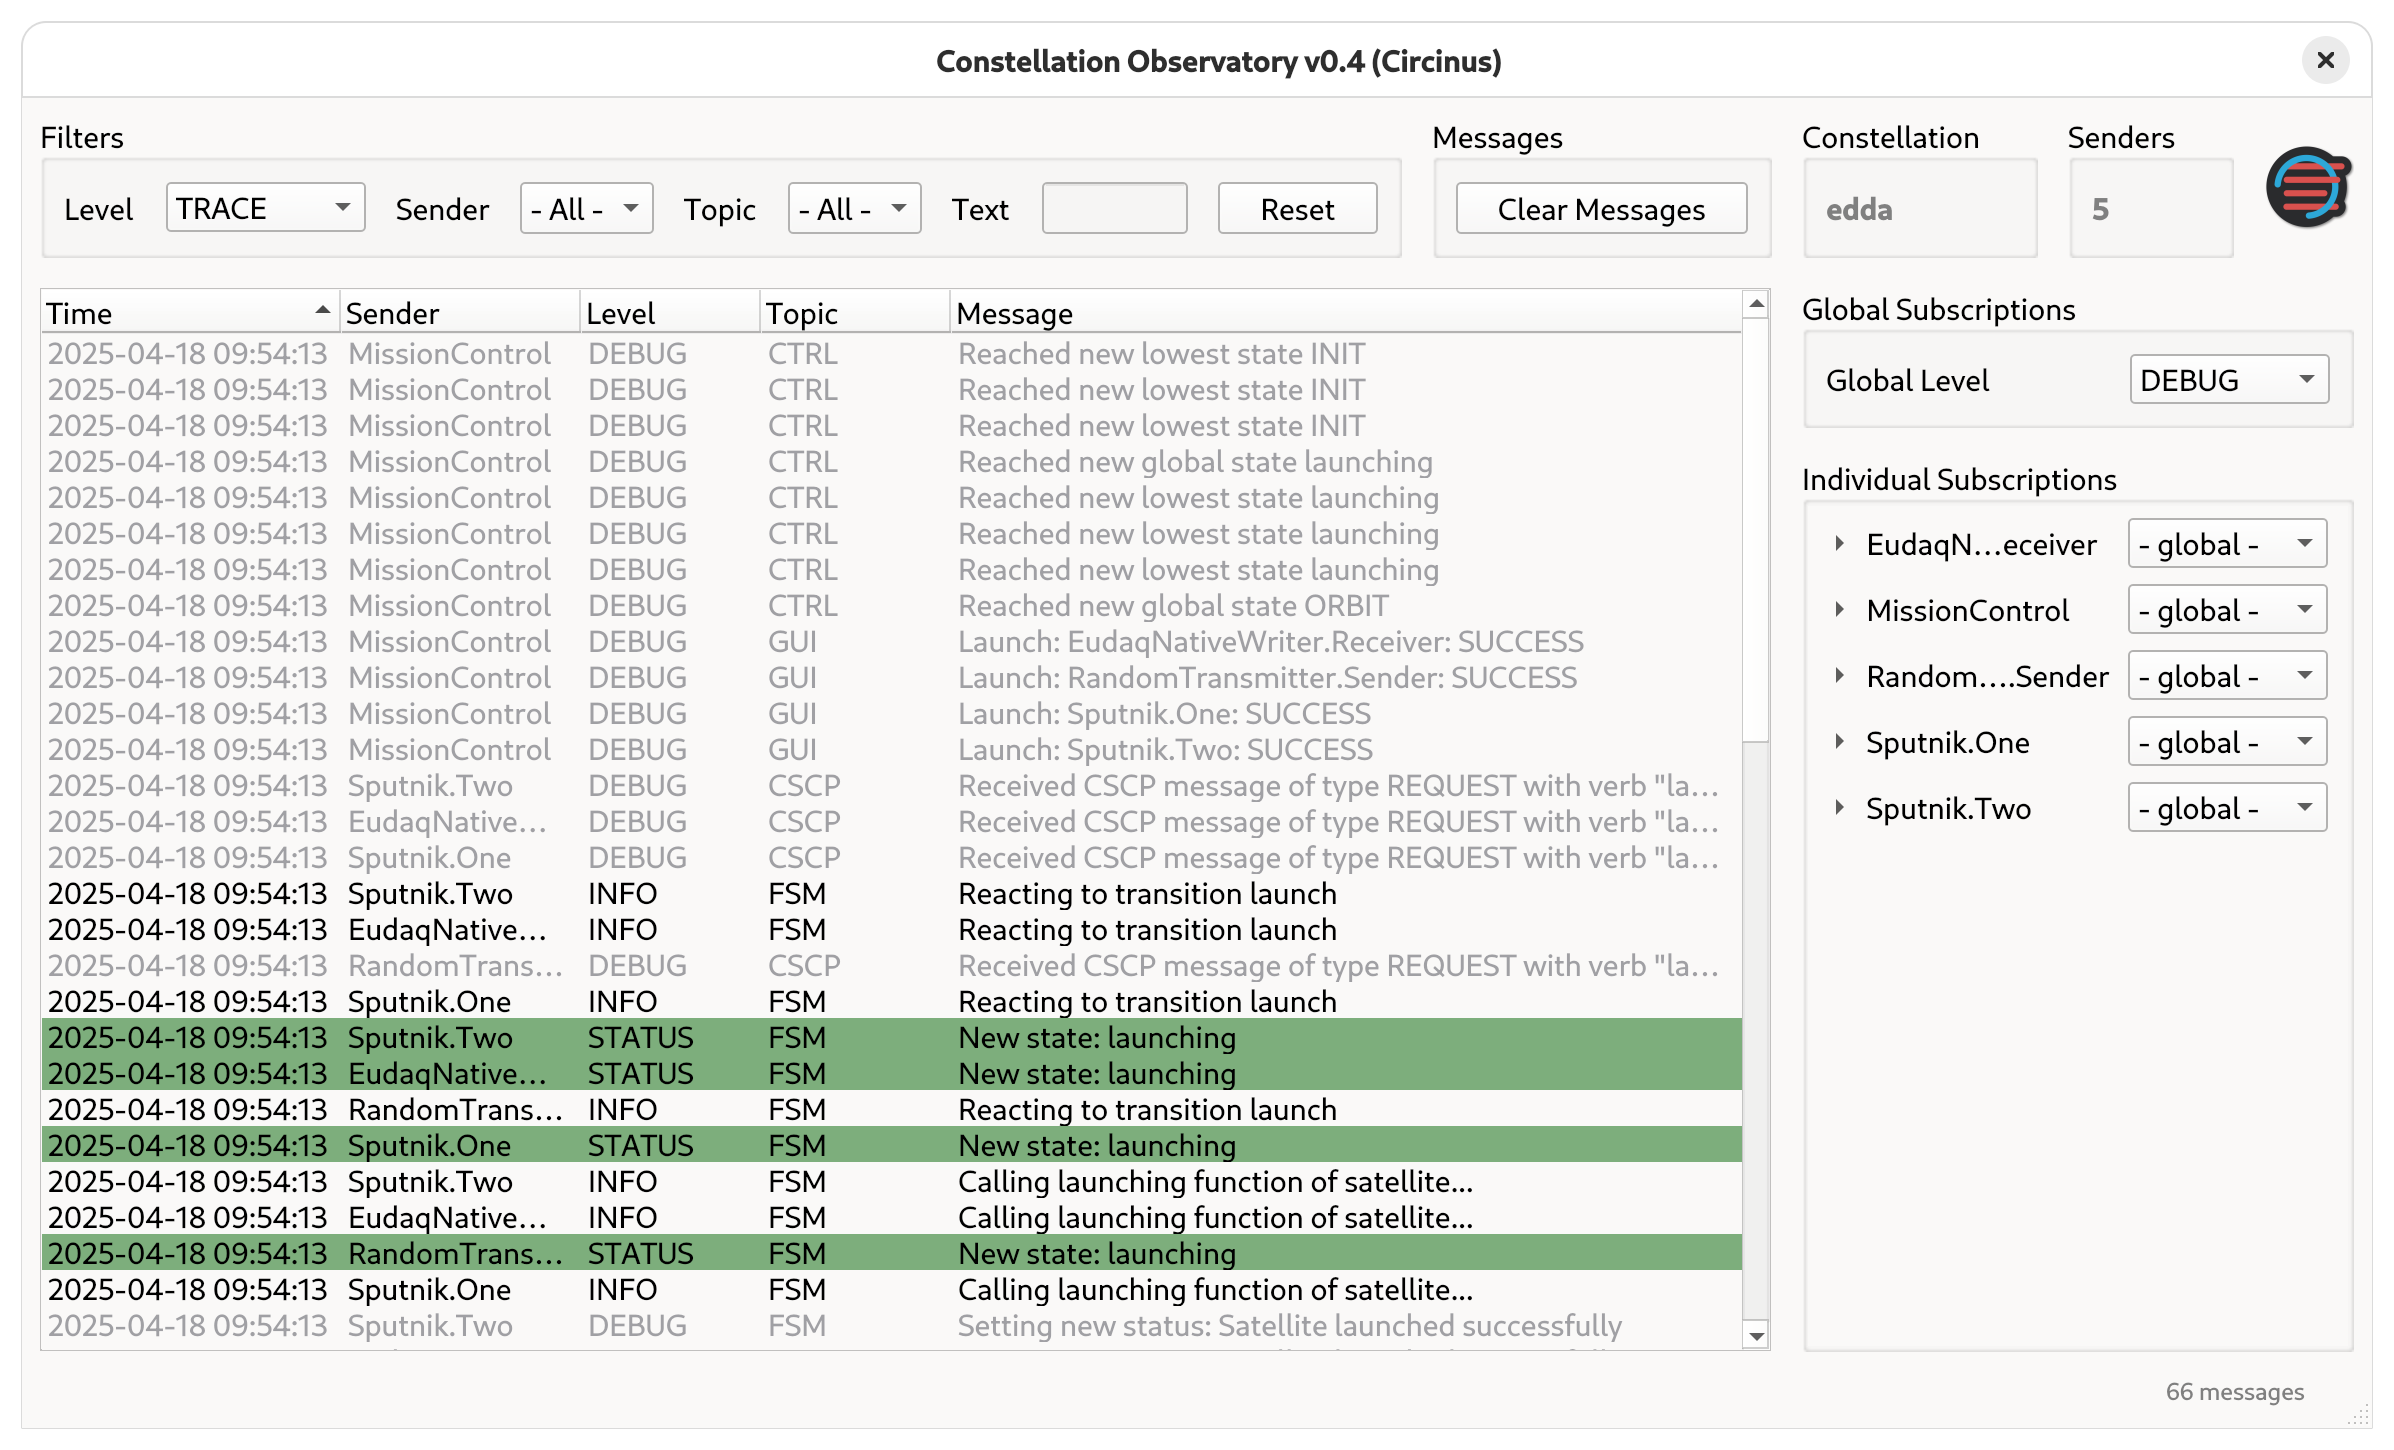 Constellation Observatory v0.4 (Circinus)
Filters Messages Constellation Senders
Level TRACE Sender - All - Topic - All - Text Reset Clear Messages edda 5
Time Sender Level Topic Message
2025-04-18 09:54:13 MissionControl DEBUG CTRL Reached new lowest state INIT
2025-04-18 09:54:13 MissionControl DEBUG CTRL Reached new lowest state INIT
2025-04-18 09:54:13 MissionControl DEBUG CTRL Reached new lowest state INIT
2025-04-18 09:54:13 MissionControl DEBUG CTRL Reached new global state launching
2025-04-18 09:54:13 MissionControl DEBUG CTRL Reached new lowest state launching
2025-04-18 09:54:13 MissionControl DEBUG CTRL Reached new lowest state launching
2025-04-18 09:54:13 MissionControl DEBUG CTRL Reached new lowest state launching
2025-04-18 09:54:13 MissionControl DEBUG CTRL Reached new global state ORBIT
2025-04-18 09:54:13 MissionControl DEBUG GUI Launch: EudaqNativeWriter.Receiver: SUCCESS
2025-04-18 09:54:13 MissionControl DEBUG GUI Launch: RandomTransmitter.Sender: SUCCESS
2025-04-18 09:54:13 MissionControl DEBUG GUI Launch: Sputnik.One: SUCCESS
2025-04-18 09:54:13 MissionControl DEBUG GUI Launch: Sputnik.Two: SUCCESS
2025-04-18 09:54:13 Sputnik.Two DEBUG CSCP Received CSCP message of type REQUEST with verb "la…
2025-04-18 09:54:13 EudaqNative… DEBUG CSCP Received CSCP message of type REQUEST with verb "la…
2025-04-18 09:54:13 Sputnik.One DEBUG CSCP Received CSCP message of type REQUEST with verb "la…
2025-04-18 09:54:13 Sputnik.Two INFO FSM Reacting to transition launch
2025-04-18 09:54:13 EudaqNative… INFO FSM Reacting to transition launch
2025-04-18 09:54:13 RandomTrans… DEBUG CSCP Received CSCP message of type REQUEST with verb "la…
2025-04-18 09:54:13 Sputnik.One INFO FSM Reacting to transition launch
2025-04-18 09:54:13 Sputnik.Two STATUS FSM New state: launching
2025-04-18 09:54:13 EudaqNative… STATUS FSM New state: launching
2025-04-18 09:54:13 RandomTrans… INFO FSM Reacting to transition launch
2025-04-18 09:54:13 Sputnik.One STATUS FSM New state: launching
2025-04-18 09:54:13 Sputnik.Two INFO FSM Calling launching function of satellite...
2025-04-18 09:54:13 EudaqNative… INFO FSM Calling launching function of satellite...
2025-04-18 09:54:13 RandomTrans… STATUS FSM New state: launching
2025-04-18 09:54:13 Sputnik.One INFO FSM Calling launching function of satellite...
2025-04-18 09:54:13 Sputnik.Two DEBUG FSM Setting new status: Satellite launched successfully
Global Subscriptions
Global Level DEBUG
Individual Subscriptions
EudaqN…eceiver - global -
MissionControl - global -
Random….Sender - global -
Sputnik.One - global -
Sputnik.Two - global -
66 messages